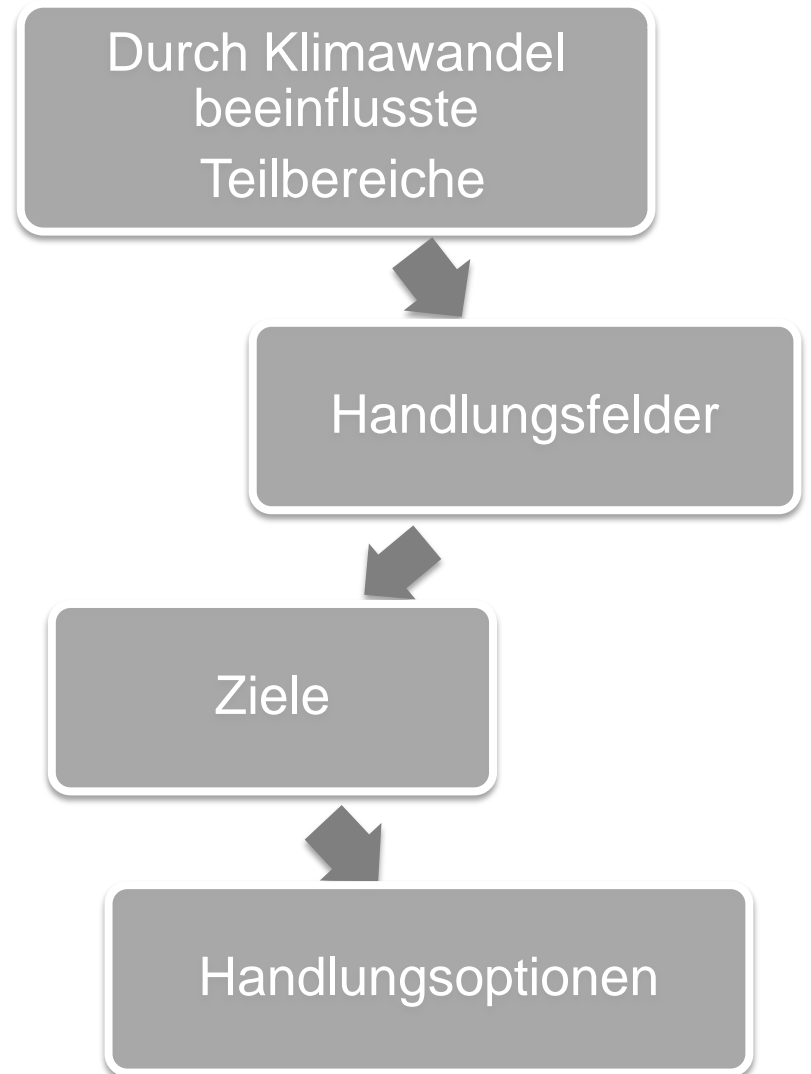 Durch Klimawandel
beeinflusste
Teilbereiche
Handlungsfelder
Ziele
Handlungsoptionen